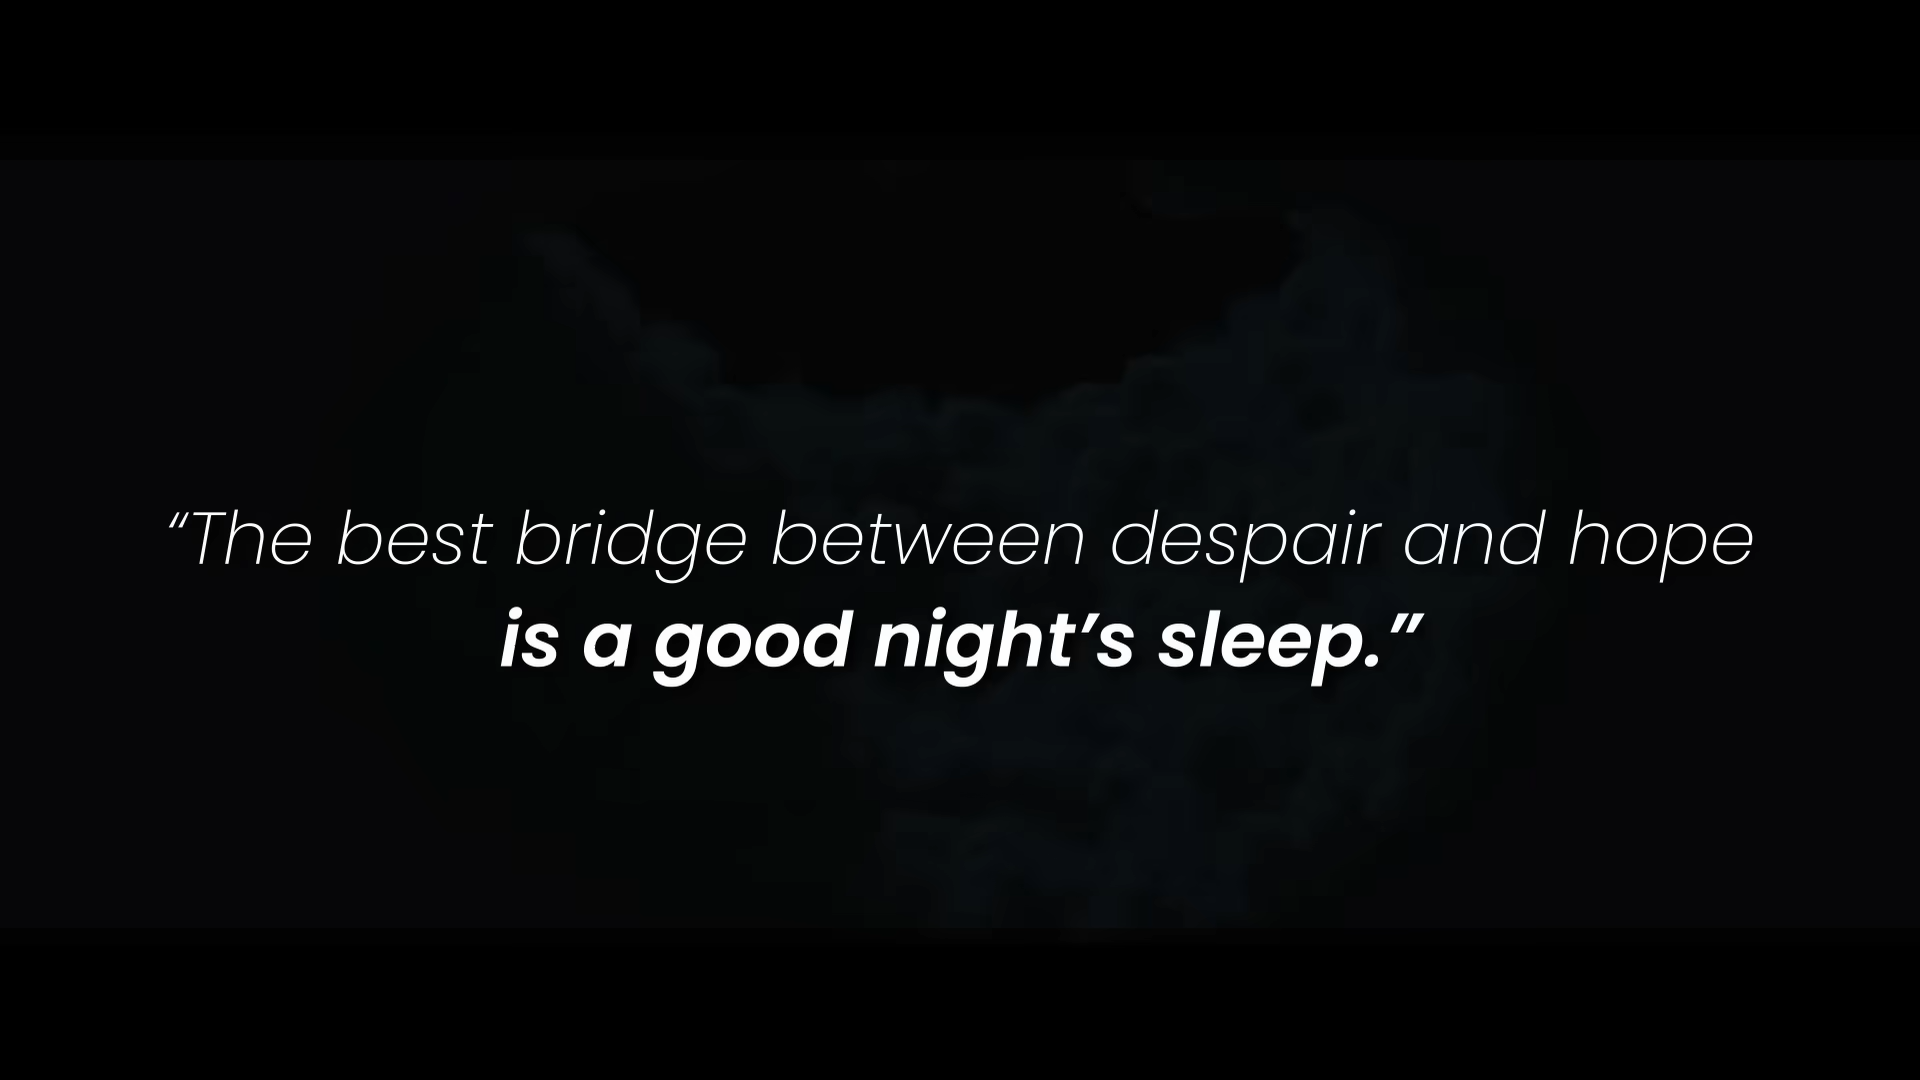 “The best bridge between despair and hope
is a good night’s sleep.”